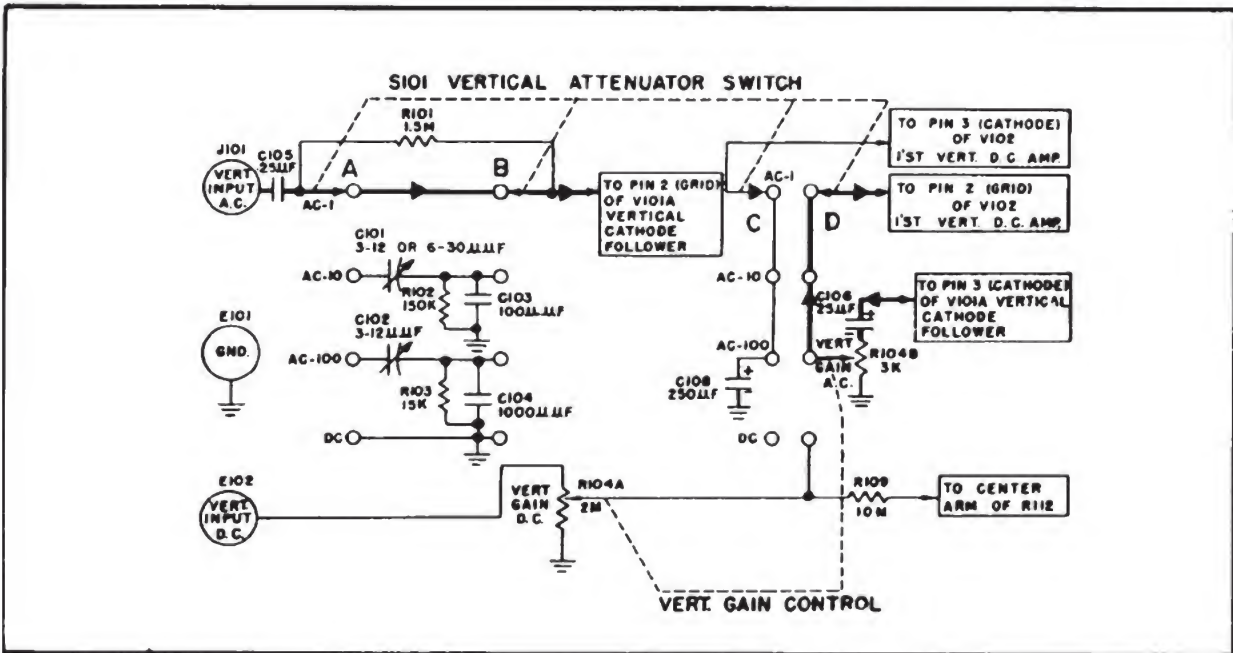 S101 VERTICAL ATTENUATOR SWITCH
R101
1.5M
J101
VERT
INPUT
A.C.
C105
.25µF
A
AC-1
B
TO PIN 2 (GRID)
OF V101A
VERTICAL
CATHODE
FOLLOWER
AC-1
C
D
TO PIN 3 (CATHODE)
OF V102
1'ST VERT. D.C. AMP.
TO PIN 2 (GRID)
OF V102
1'ST VERT. D.C. AMP.
C101
3-12 OR 6-30µµF
AC-10
R102
150K
C103
100µµF
AC-10
C106
25µF
TO PIN 3 (CATHODE)
OF V101A VERTICAL
CATHODE
FOLLOWER
E101
GND.
C102
3-12µµF
AC-100
R103
15K
C104
1000µµF
AC-100
C108
250µF
+
-
+
VERT
GAIN
A.C.
R104B
3K
DC
DC
E102
VERT.
INPUT
D.C.
VERT
GAIN
D.C.
R104A
2M
R109
10M
TO CENTER
ARM OF R112
VERT. GAIN CONTROL